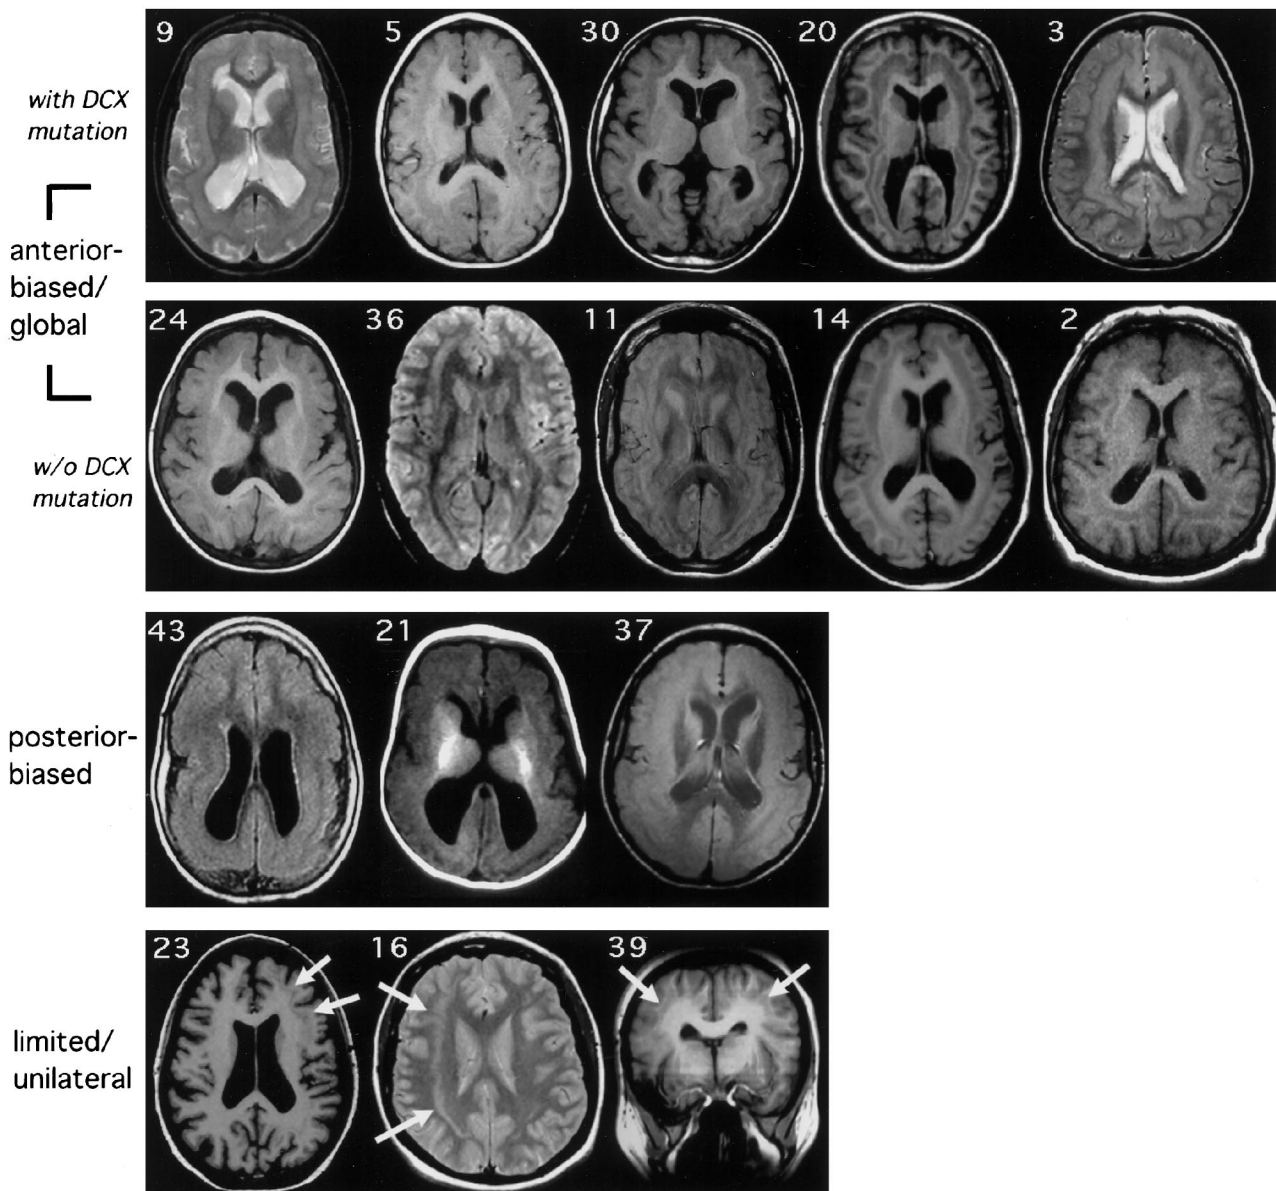 9 5 30 20 3
with DCX
mutation
anterior-
biased/
global
24 36 11 14 2
w/o DCX
mutation
43 21 37
posterior-
biased
23 16 39
limited/
unilateral